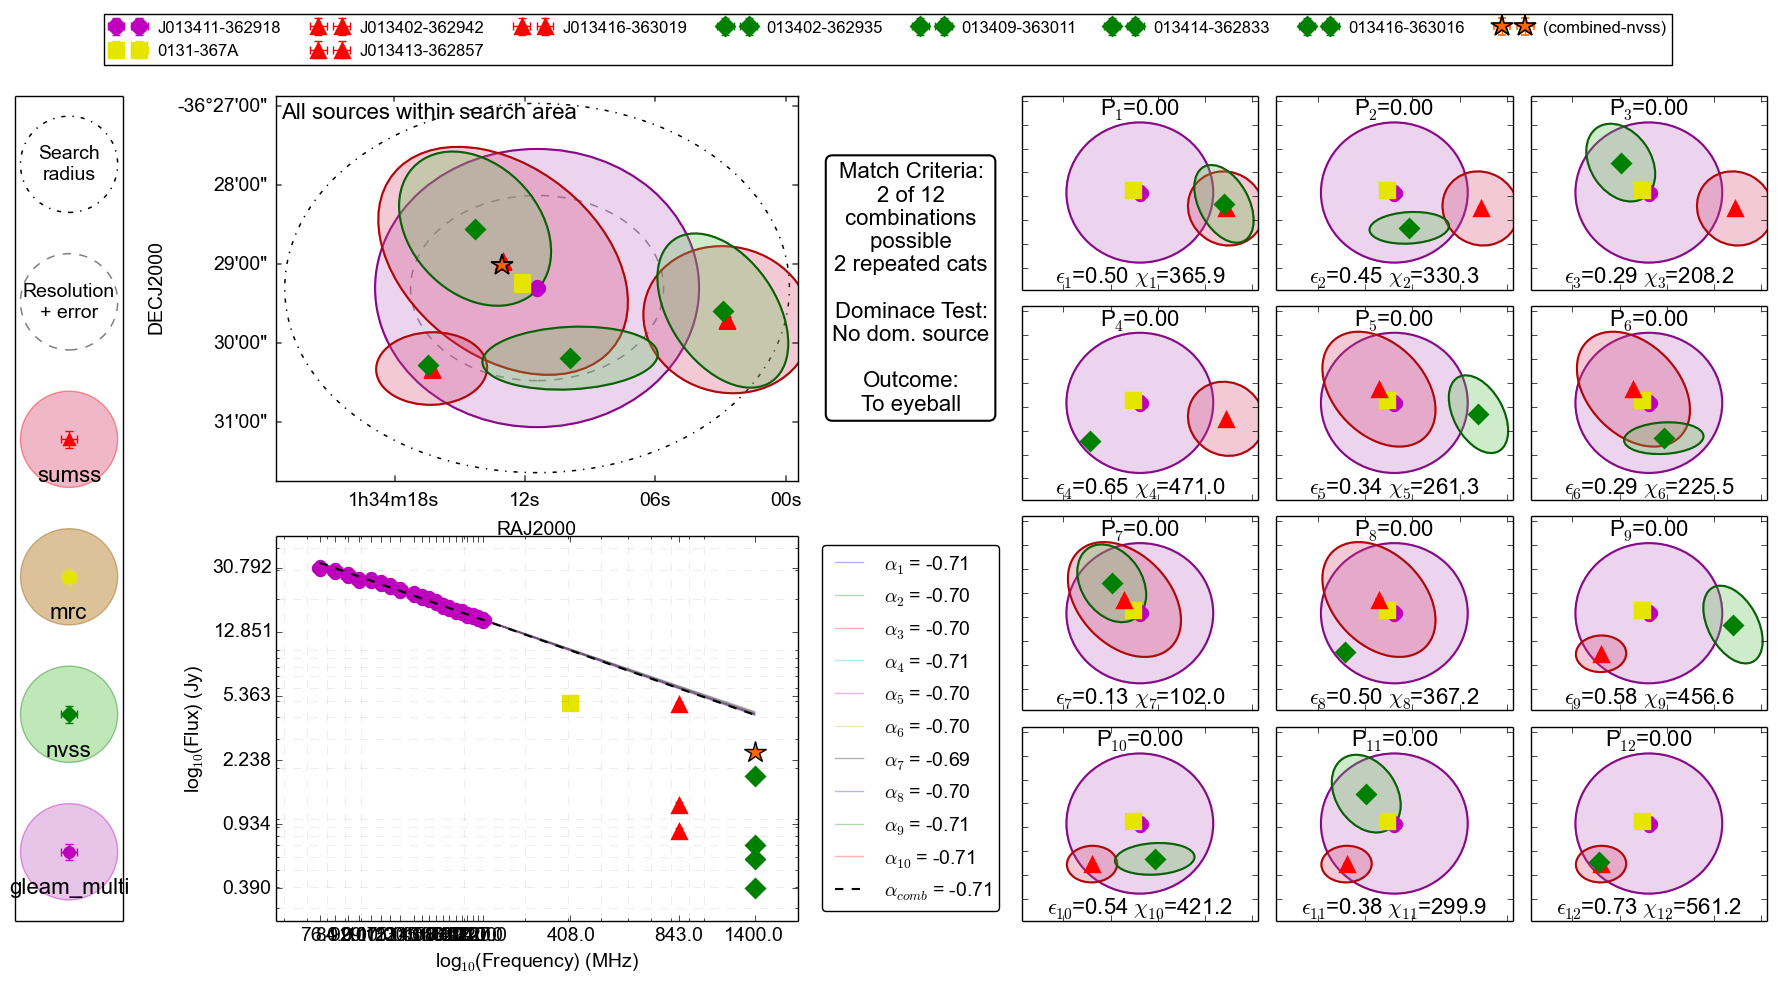 J013411-362918
J013402-362942
J013416-363019
013402-362935
013409-363011
013414-362833
013416-363016
(combined-nvss)
0131-367A
J013413-362857
Search
radius
Resolution
+ error
sumss
mrc
nvss
gleam_multi
All sources within search area
DECJ2000
-36°27'00"
28'00"
29'00"
30'00"
31'00"
1h34m18s
12s
06s
00s
RAJ2000
Match Criteria:
2 of 12
combinations
possible
2 repeated cats
Dominace Test:
No dom. source
Outcome:
To eyeball
log10(Flux) (Jy)
30.792
12.851
5.363
2.238
0.934
0.390
408.0
843.0
1400.0
log10(Frequency) (MHz)
α1 = -0.71
α2 = -0.70
α3 = -0.70
α4 = -0.71
α5 = -0.70
α6 = -0.70
α7 = -0.69
α8 = -0.70
α9 = -0.71
α10 = -0.71
αcomb = -0.71
P1=0.00
ϵ1=0.50 χ1=365.9
P2=0.00
ϵ2=0.45 χ2=330.3
P3=0.00
ϵ3=0.29 χ3=208.2
P4=0.00
ϵ4=0.65 χ4=471.0
P5=0.00
ϵ5=0.34 χ5=261.3
P6=0.00
ϵ6=0.29 χ6=225.5
P7=0.00
ϵ7=0.13 χ7=102.0
P8=0.00
ϵ8=0.50 χ8=367.2
P9=0.00
ϵ9=0.58 χ9=456.6
P10=0.00
ϵ10=0.54 χ10=421.2
P11=0.00
ϵ11=0.38 χ11=299.9
P12=0.00
ϵ12=0.73 χ12=561.2